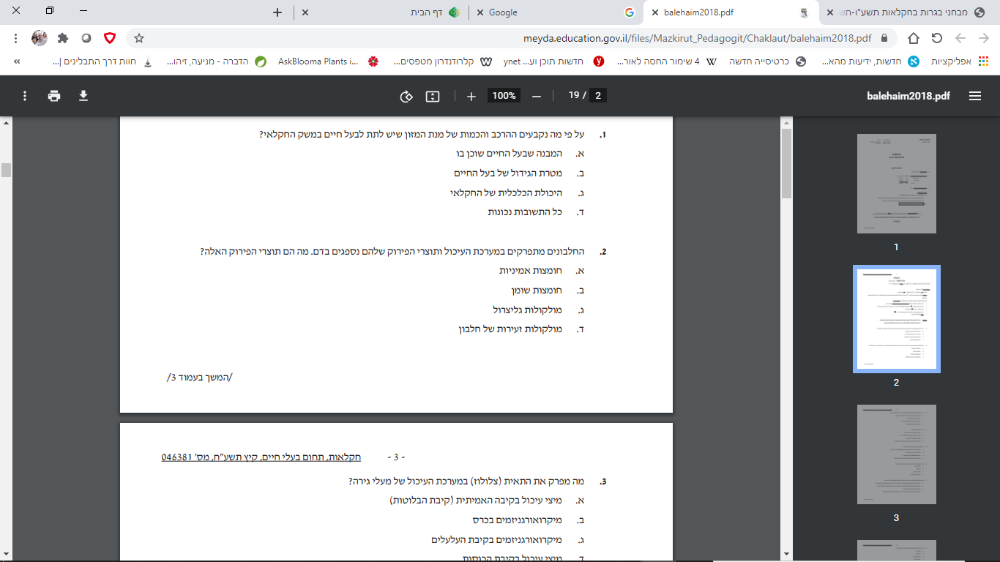 דף הבית
Google
balehaim2018.pdf
מבחני בגרות בחקלאות תשע"ו-תש
meyda.education.gov.il/files/Mazkirut_Pedagogit/Chaklaut/balehaim2018.pdf
אפליקציות
חדשות, ידיעות מהא...
כרטיסייה חדשה
4 שימור החסה לאור...
ynet חדשות תוכן וע...
קלרודנדרון מטפסים...
AskBlooma Plants i...
הדברה - מניעה, זיהו...
חוות דרך התבלינים |...
balehaim2018.pdf
2 / 19
100%
1. על פי מה נקבעים ההרכב והכמות של מנת המזון שיש לתת לבעל חיים במשק החקלאי?
א. המבנה שבעל החיים שוכן בו
ב. מטרת הגידול של בעל החיים
ג. היכולת הכלכלית של החקלאי
ד. כל התשובות נכונות
2. החלבונים מתפרקים במערכת העיכול ותוצרי הפירוק שלהם נספגים בדם. מה הם תוצרי הפירוק האלה?
א. חומצות אמיניות
ב. חומצות שומן
ג. מולקולות גליצרול
ד. מולקולות זעירות של חלבון
/המשך בעמוד 3/
- 3 - חקלאות, תחום בעלי חיים, קיץ תשע"ח, מס' 046381
3. מה מפרק את התאית (צלולוז) במערכת העיכול של מעלי גירה?
א. מיצי עיכול בקיבה האמיתית (קיבת הבלוטות)
ב. מיקרואורגניזמים בכרס
ג. מיקרואורגניזמים בקיבת העלעלים
ד. מיצי עיכול בקיבת הכוסות
1
2
3